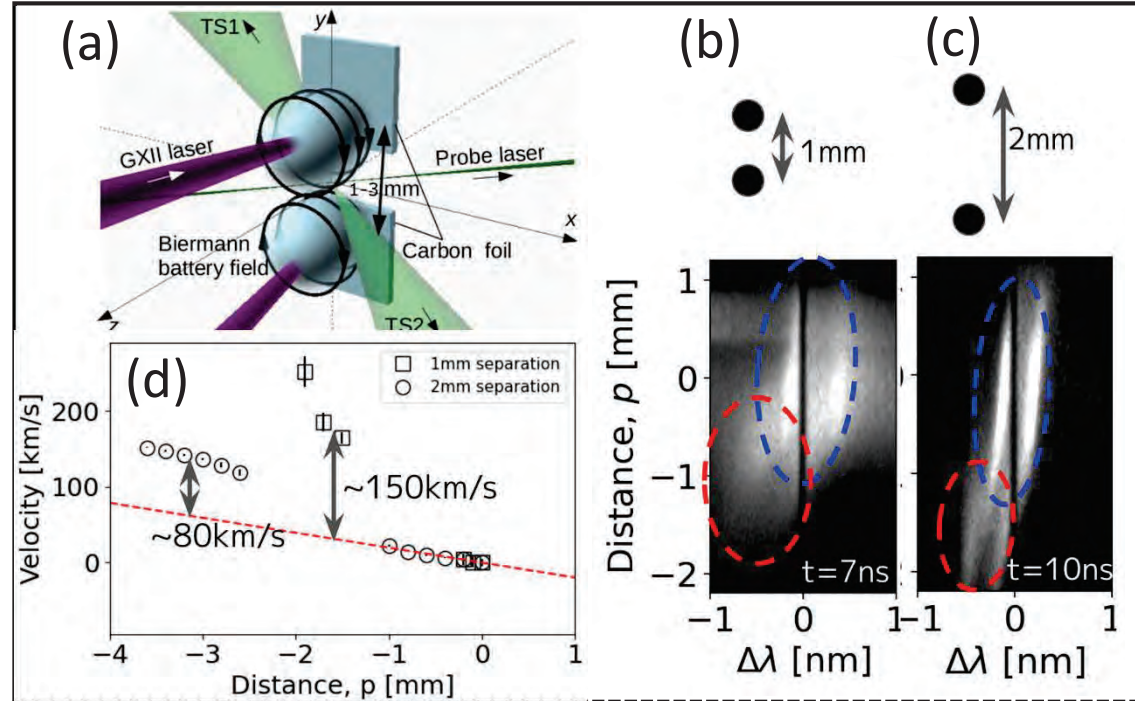 (a)
TS1
y
GXII laser
Probe laser
1-3 mm
x
Biermann
battery field
Carbon foil
z
TS2
(b)
1mm
(c)
2mm
Distance, p [mm]
1
0
−1
−2
t=7ns
t=10ns
−1
0
1
0
1
Δλ [nm]
Δλ [nm]
(d)
1mm separation
2mm separation
Velocity [km/s]
200
100
0
~150km/s
~80km/s
−4
−3
−2
−1
0
1
Distance, p [mm]